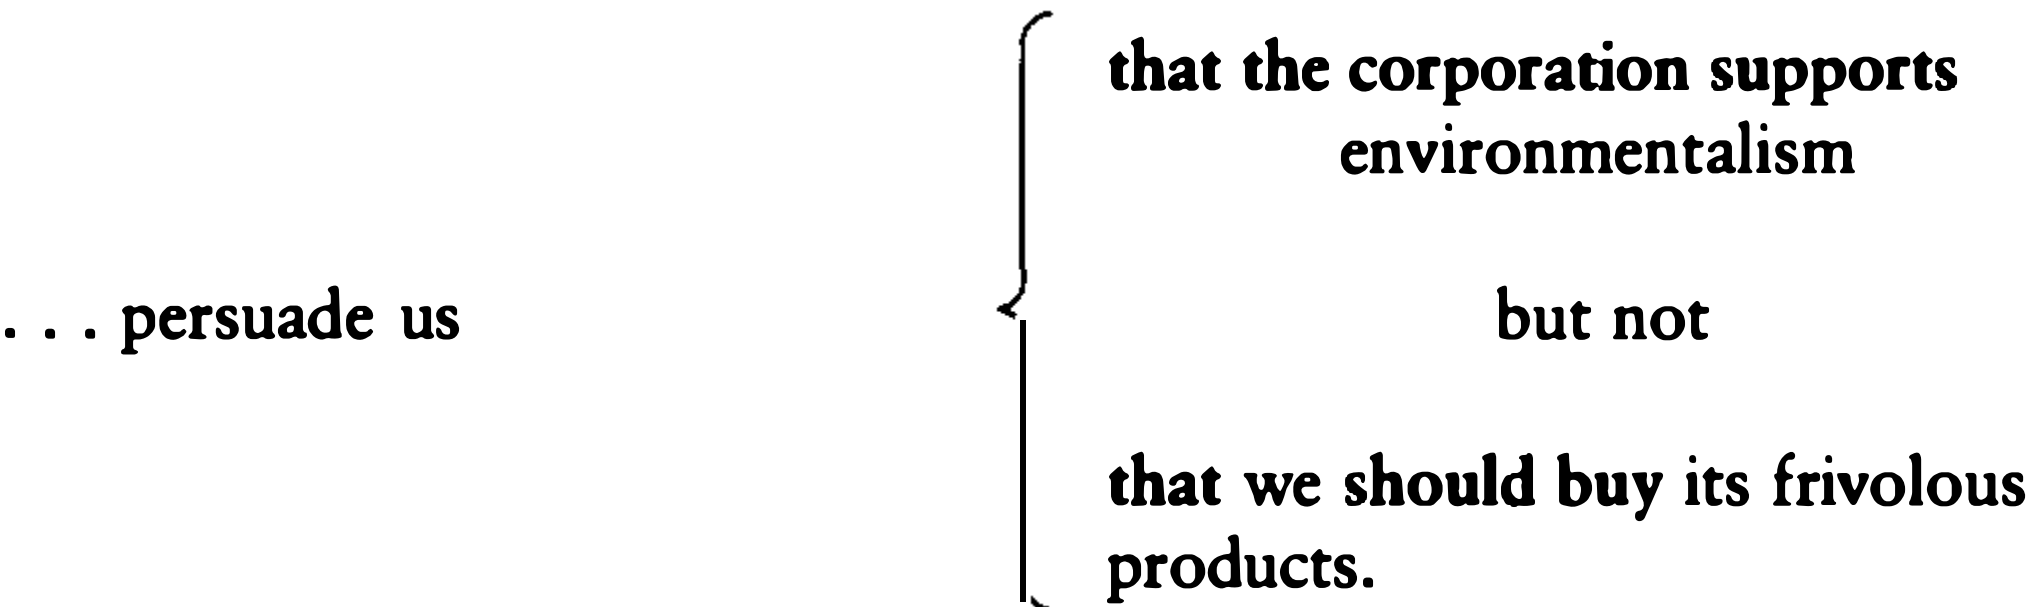 that the corporation supports
environmentalism
. . . persuade us
but not
that we should buy its frivolous
products.